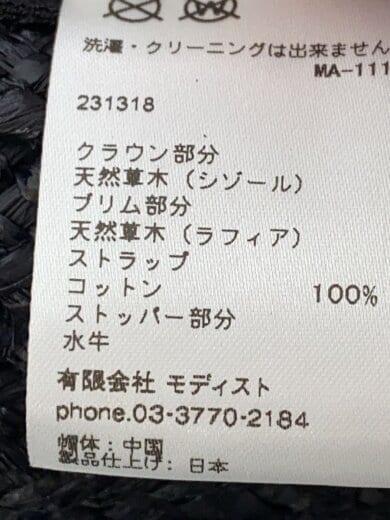 洗濯・クリーニングは出来ません
MA-111
231318
クラウン部分
天然草木（シゾール）
ブリム部分
天然草木（ラフィア）
ストラップ
コットン 100%
ストッパー部分
水牛
有限会社 モディスト
phone.03-3770-2184
帽体: 中国
製品仕上げ: 日本